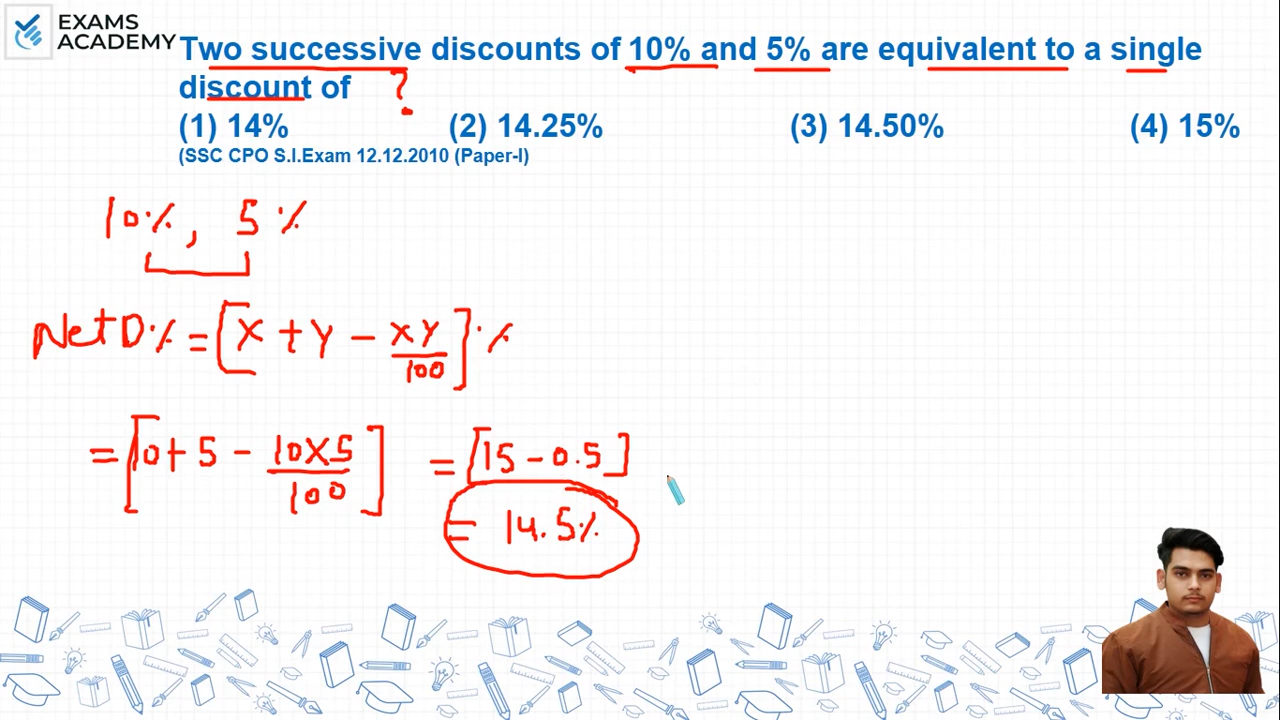 EXAMS
ACADEMY
Two successive discounts of 10% and 5% are equivalent to a single
discount of ?
(1) 14% (2) 14.25% (3) 14.50% (4) 15%
(SSC CPO S.I.Exam 12.12.2010 (Paper-I)
10%, 5%
Net D% = [X + Y - XY/100]%
= [10 + 5 - 10X5/100] = [15 - 0.5]
= 14.5%